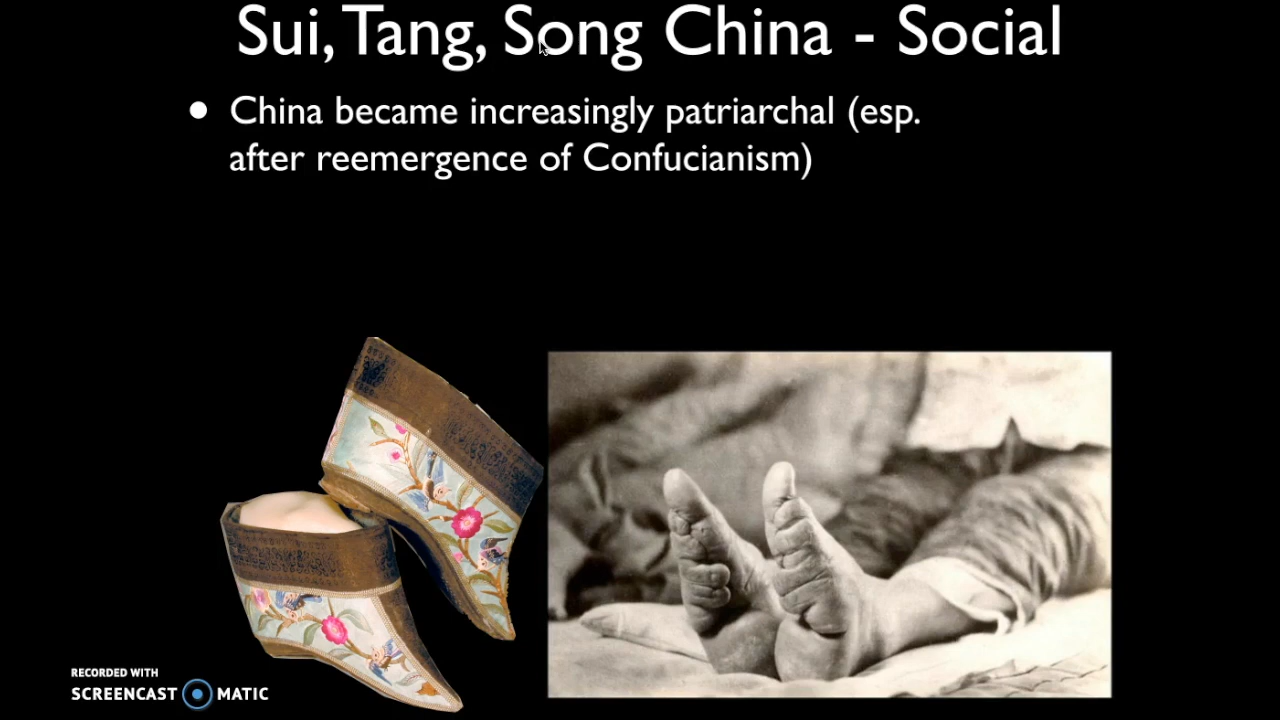 Sui, Tang, Song China - Social
• China became increasingly patriarchal (esp.
after reemergence of Confucianism)
RECORDED WITH
SCREENCAST MATIC